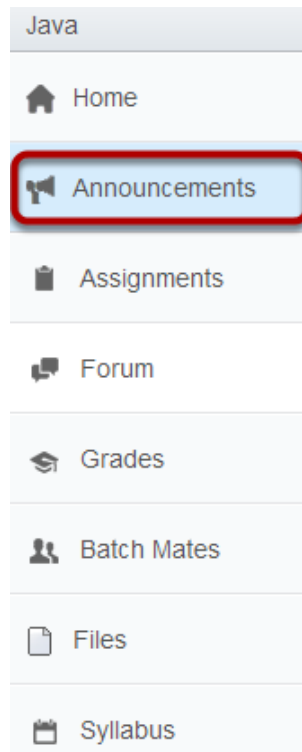 Java
Home
Announcements
Assignments
Forum
Grades
Batch Mates
Files
Syllabus